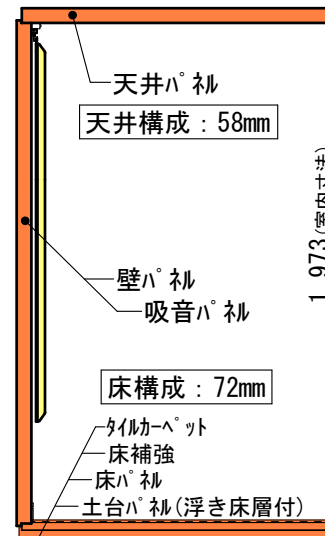 天井ﾊﾟﾈﾙ
天井構成：58mm
1,973(室内寸法)
壁ﾊﾟﾈﾙ
吸音ﾊﾟﾈﾙ
床構成：72mm
ﾀｲﾙｶｰﾍﾟｯﾄ
床補強
床ﾊﾟﾈﾙ
土台ﾊﾟﾈﾙ(浮き床層付)